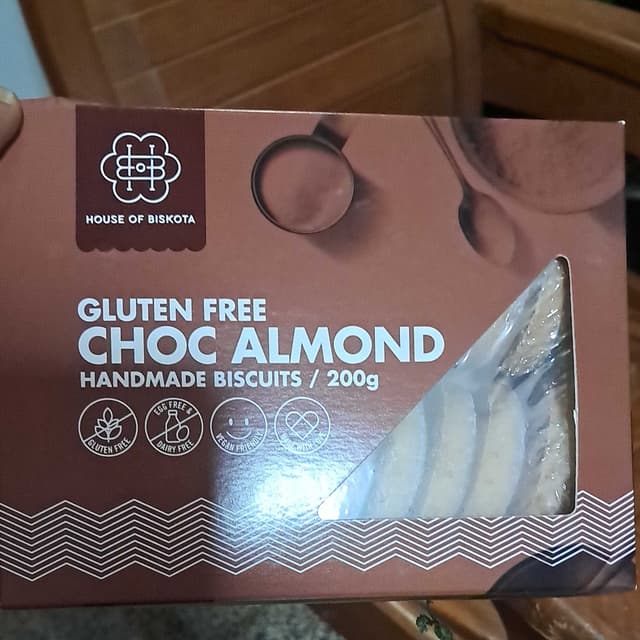 HOUSE OF BISKOTA
GLUTEN FREE
CHOC ALMOND
HANDMADE BISCUITS / 200g
GLUTEN FREE
EGG FREE &
DAIRY FREE
VEGAN FRIENDLY